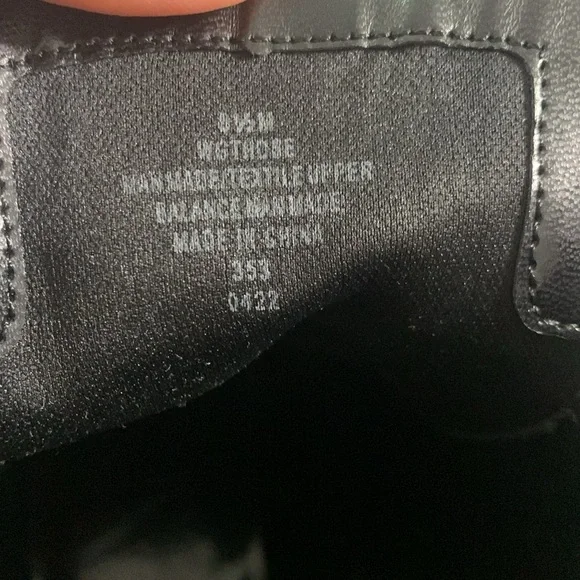 M
MAN MADE/TEXTILE UPPER
BALANCE MAN MADE
MADE IN CHINA
353
0422